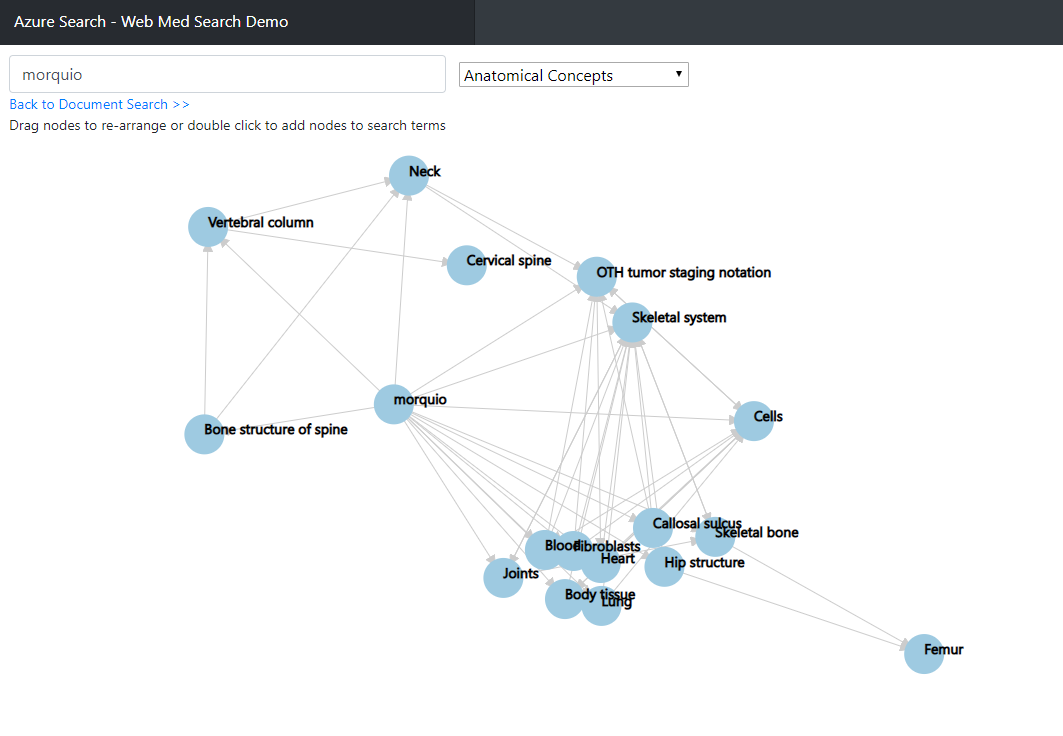 Azure Search - Web Med Search Demo
morquio
Anatomical Concepts
Back to Document Search >>
Drag nodes to re-arrange or double click to add nodes to search terms
Neck
Vertebral column
Cervical spine
OTH tumor staging notation
Skeletal system
morquio
Cells
Bone structure of spine
Callosal sulcus
Skeletal bone
Blood
Fibroblasts
Heart
Hip structure
Joints
Body tissue
Lung
Femur